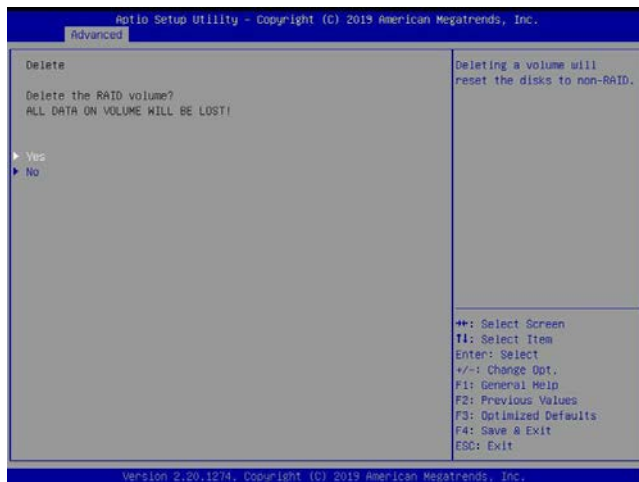 Aptio Setup Utility - Copyright (C) 2019 American Megatrends, Inc.
Advanced
Delete
Delete the RAID volume?
ALL DATA ON VOLUME WILL BE LOST!
Yes
No
Deleting a volume will
reset the disks to non-RAID.
→←: Select Screen
↑↓: Select Item
Enter: Select
+/-: Change Opt.
F1: General Help
F2: Previous Values
F3: Optimized Defaults
F4: Save & Exit
ESC: Exit
Version 2.20.1274. Copyright (C) 2019 American Megatrends, Inc.